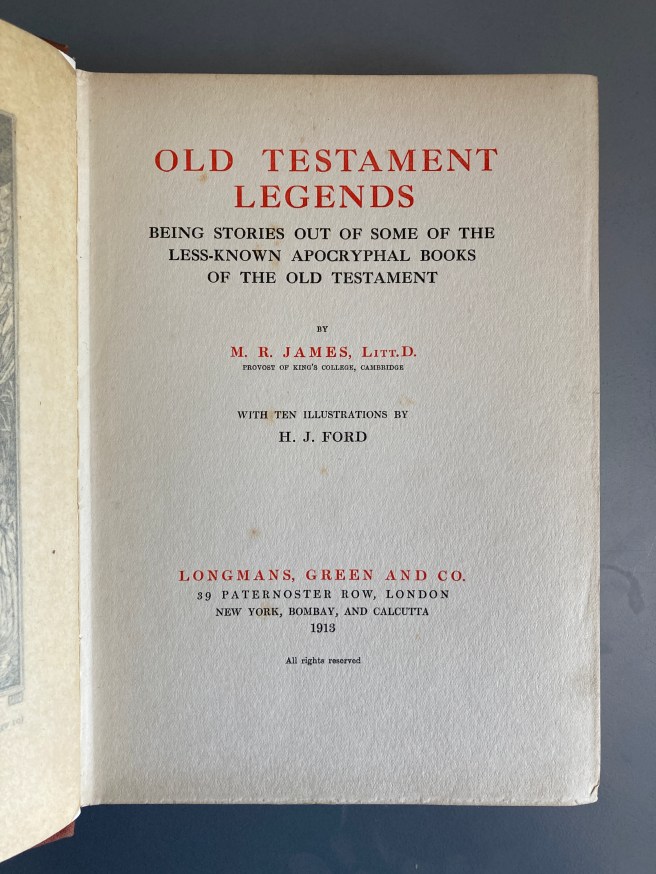 OLD TESTAMENT
LEGENDS
BEING STORIES OUT OF SOME OF THE
LESS-KNOWN APOCRYPHAL BOOKS
OF THE OLD TESTAMENT
BY
M. R. JAMES, LITT.D.
PROVOST OF KING'S COLLEGE, CAMBRIDGE
WITH TEN ILLUSTRATIONS BY
H. J. FORD
LONGMANS, GREEN AND CO.
39 PATERNOSTER ROW, LONDON
NEW YORK, BOMBAY, AND CALCUTTA
1913
All rights reserved